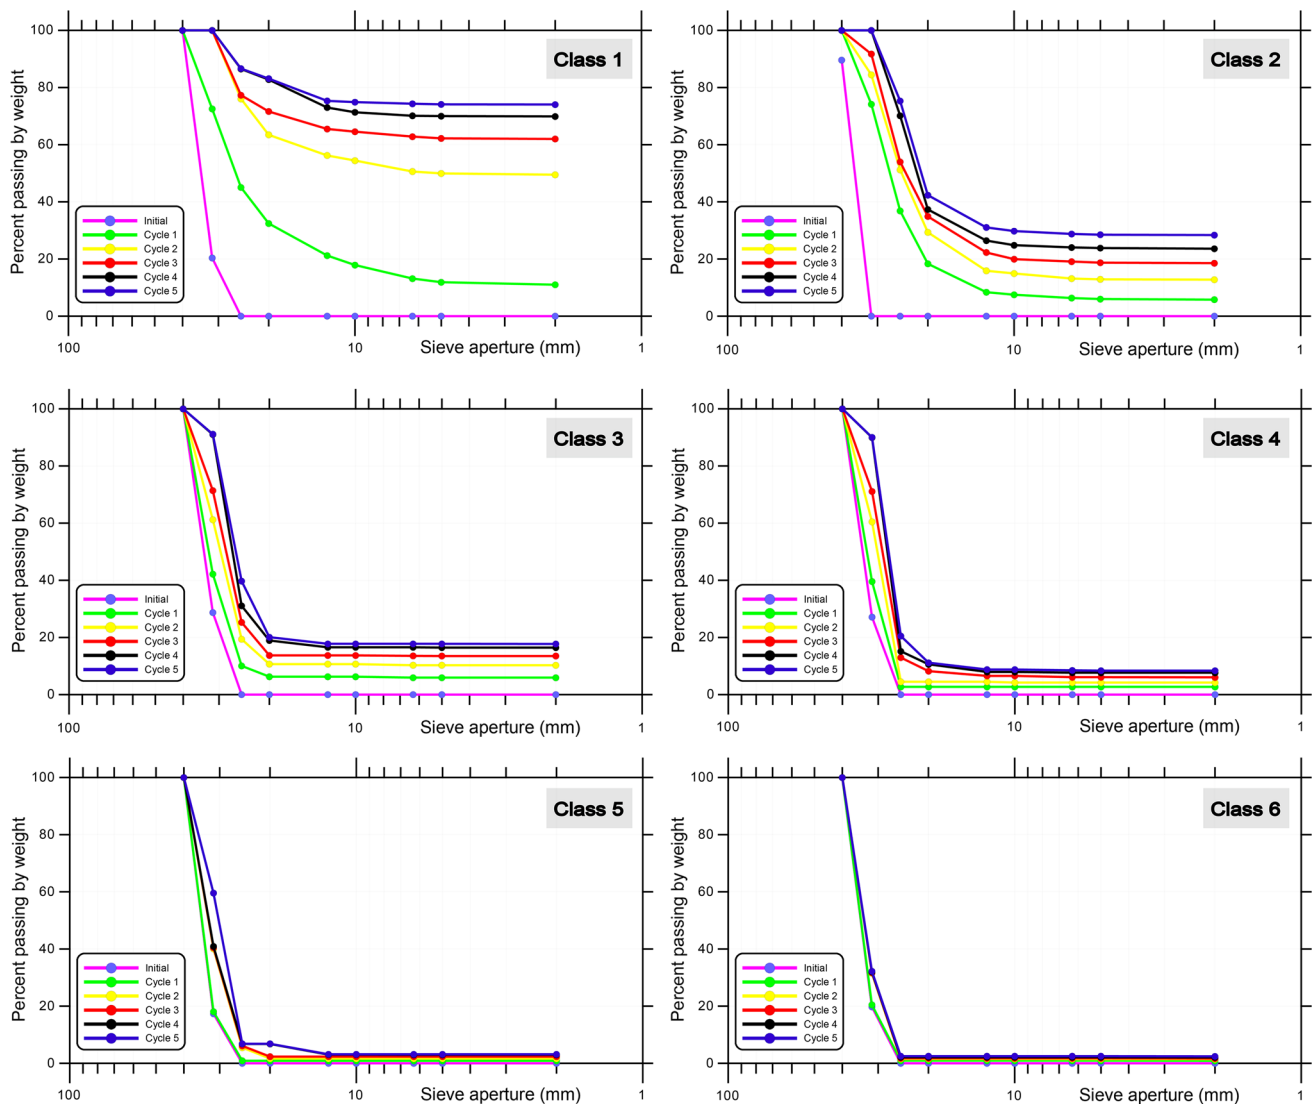 Percent passing by weight
100
80
60
40
20
0
Class 1
Initial
Cycle 1
Cycle 2
Cycle 3
Cycle 4
Cycle 5
100
10
Sieve aperture (mm)
1
Percent passing by weight
100
80
60
40
20
0
Class 2
Initial
Cycle 1
Cycle 2
Cycle 3
Cycle 4
Cycle 5
100
10
Sieve aperture (mm)
1
Percent passing by weight
100
80
60
40
20
0
Class 3
Initial
Cycle 1
Cycle 2
Cycle 3
Cycle 4
Cycle 5
100
10
Sieve aperture (mm)
1
Percent passing by weight
100
80
60
40
20
0
Class 4
Initial
Cycle 1
Cycle 2
Cycle 3
Cycle 4
Cycle 5
100
10
Sieve aperture (mm)
1
Percent passing by weight
100
80
60
40
20
0
Class 5
Initial
Cycle 1
Cycle 2
Cycle 3
Cycle 4
Cycle 5
100
10
Sieve aperture (mm)
1
Percent passing by weight
100
80
60
40
20
0
Class 6
Initial
Cycle 1
Cycle 2
Cycle 3
Cycle 4
Cycle 5
100
10
Sieve aperture (mm)
1